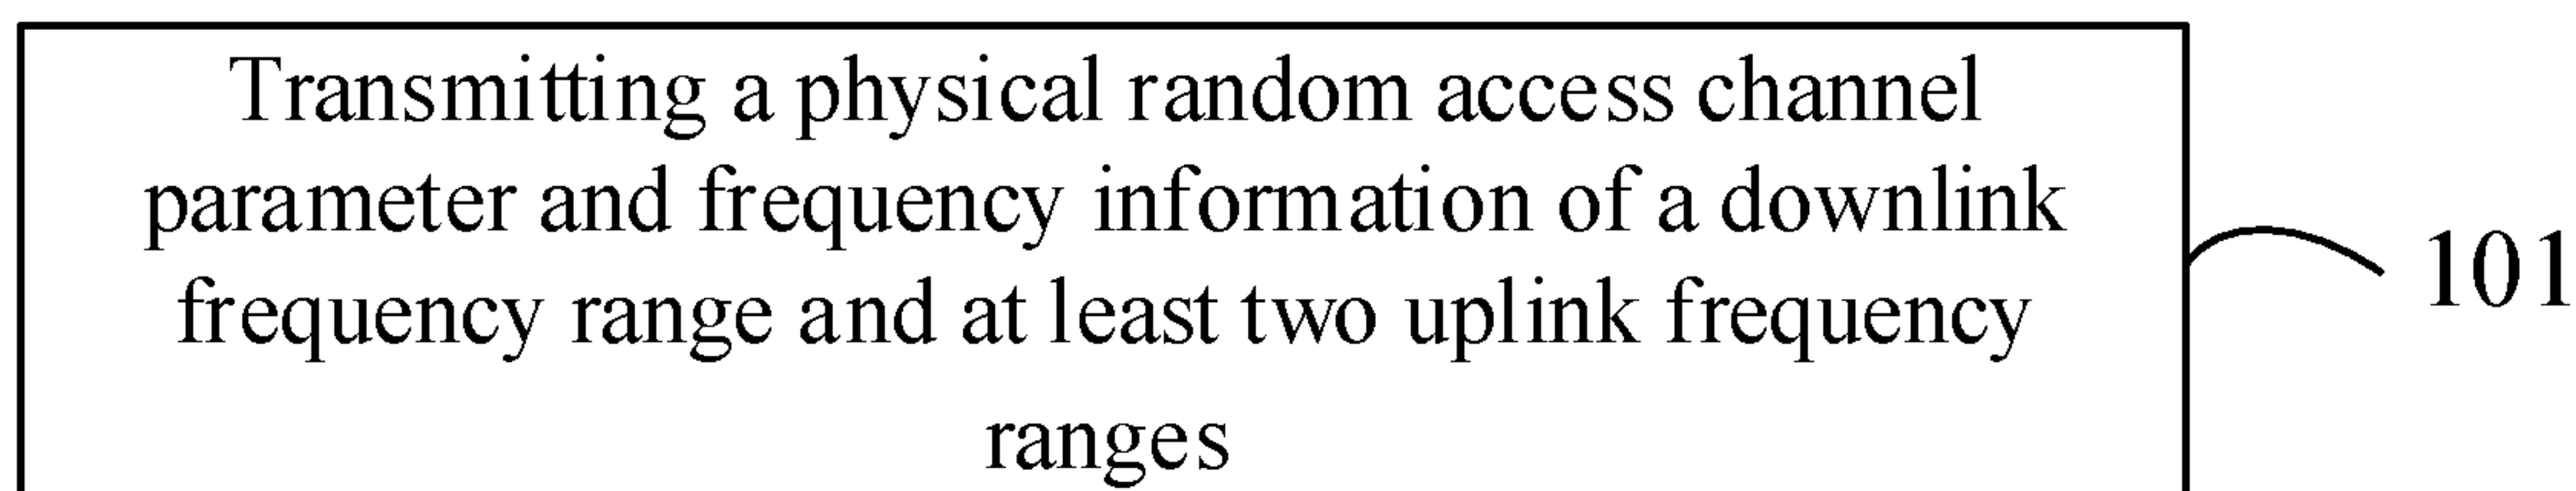 Transmitting a physical random access channel
parameter and frequency information of a downlink
frequency range and at least two uplink frequency
ranges
101